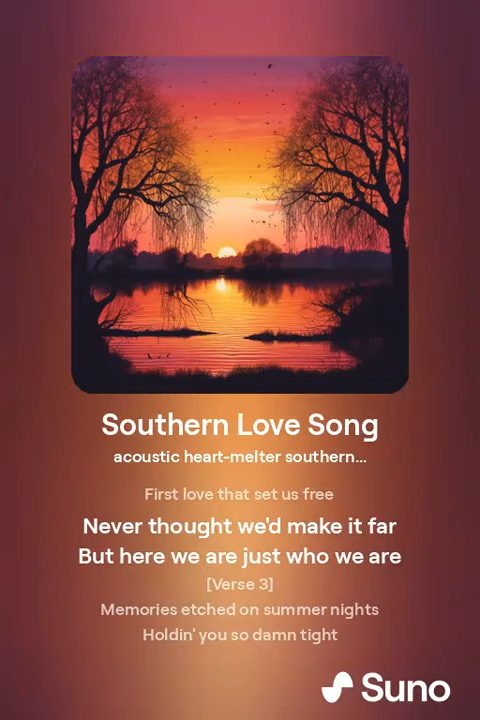 Southern Love Song
acoustic heart-melter southern...
First love that set us free
Never thought we'd make it far
But here we are just who we are
[Verse 3]
Memories etched on summer nights
Holdin' you so damn tight
Suno